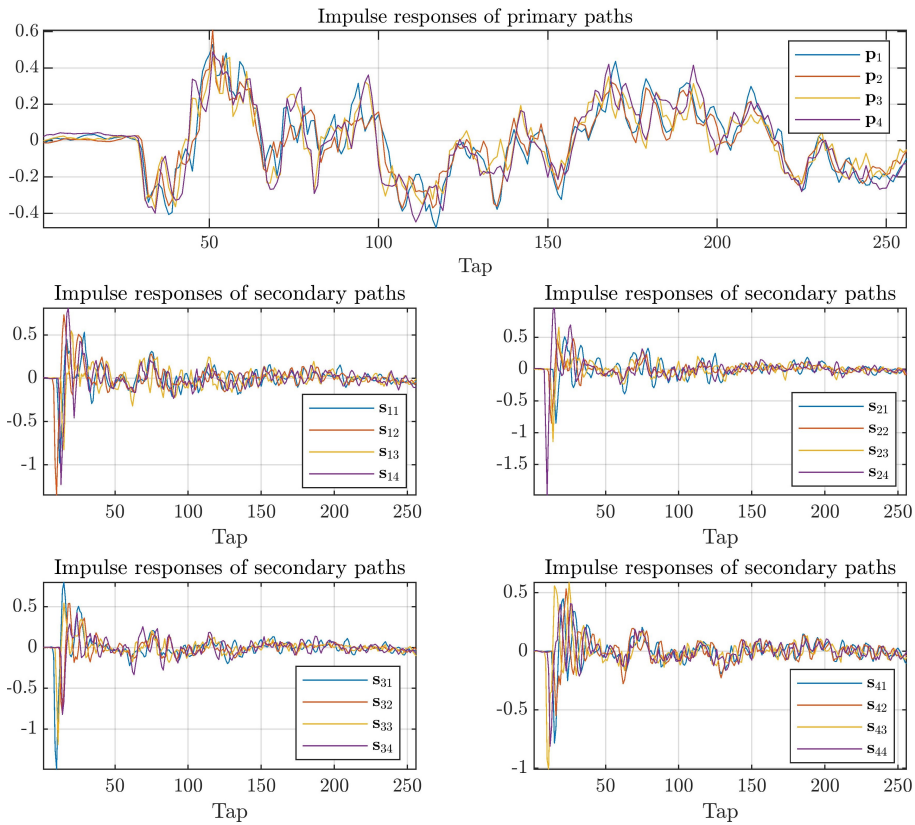 Impulse responses of primary paths
0.6
0.4
0.2
0
-0.2
-0.4
p1
p2
p3
p4
50 100 150 200 250
Tap
Impulse responses of secondary paths
0.5
0
-0.5
-1
s11
s12
s13
s14
50 100 150 200 250
Tap
Impulse responses of secondary paths
0.5
0
-0.5
-1
-1.5
s21
s22
s23
s24
50 100 150 200 250
Tap
Impulse responses of secondary paths
0.5
0
-0.5
-1
s31
s32
s33
s34
50 100 150 200 250
Tap
Impulse responses of secondary paths
0.5
0
-0.5
-1
s41
s42
s43
s44
50 100 150 200 250
Tap